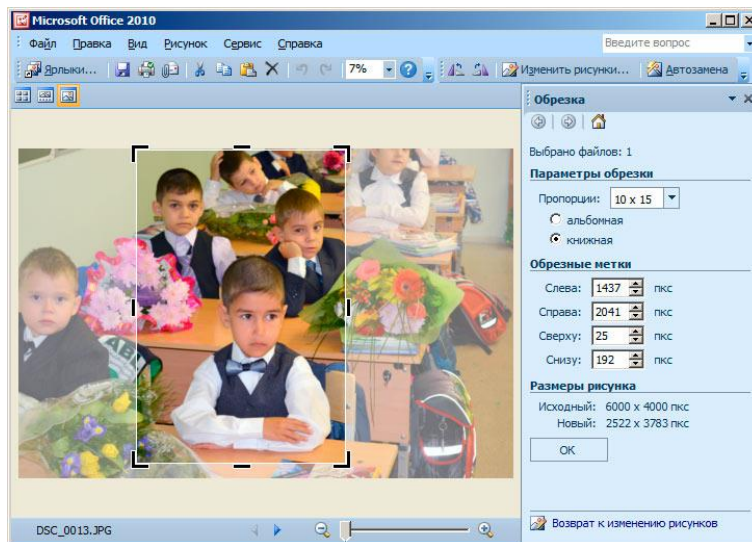 Microsoft Office 2010
Файл Правка Вид Рисунок Сервис Справка Введите вопрос
Ярлыки... 7% Изменить рисунки... Автозамена
Обрезка
Выбрано файлов: 1
Параметры обрезки
Пропорции: 10 x 15
альбомная
книжная
Обрезные метки
Слева: 1437 пкс
Справа: 2041 пкс
Сверху: 25 пкс
Снизу: 192 пкс
Размеры рисунка
Исходный: 6000 x 4000 пкс
Новый: 2522 x 3783 пкс
ОК
DSC_0013.JPG
Возврат к изменению рисунков